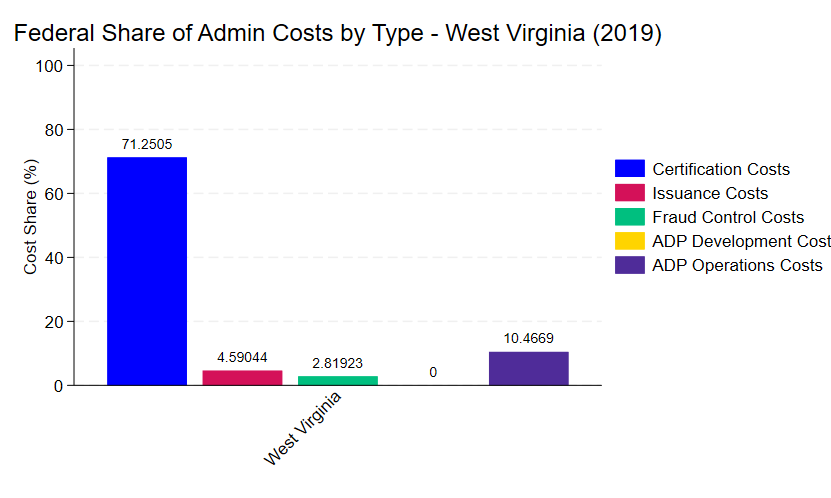 Federal Share of Admin Costs by Type - West Virginia (2019)
Cost Share (%)
100
80
60
40
20
0
71.2505
4.59044
2.81923
0
10.4669
West Virginia
Certification Costs
Issuance Costs
Fraud Control Costs
ADP Development Cost
ADP Operations Costs